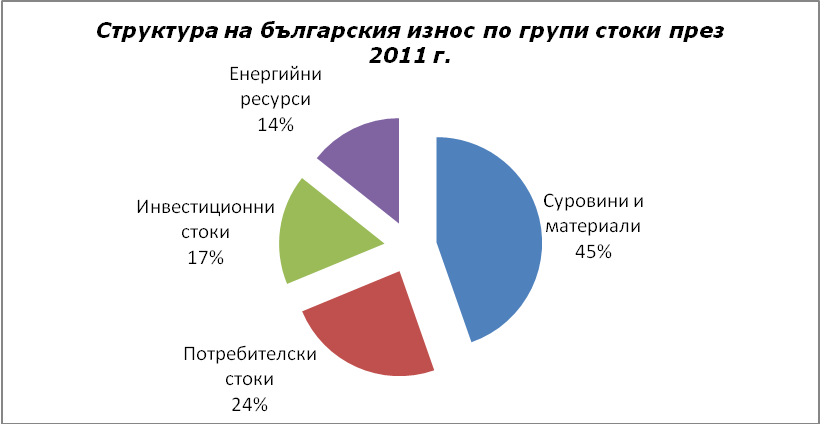 Структура на българския износ по групи стоки през
2011 г.
Енергийни
ресурси
14%
Суровини и
материали
45%
Инвестиционни
стоки
17%
Потребителски
стоки
24%